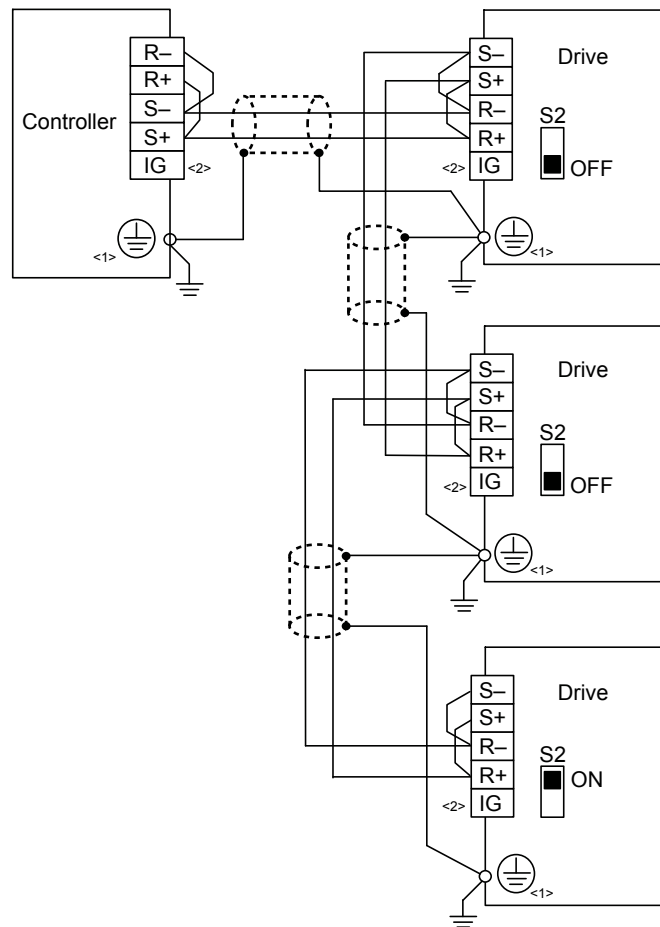 Controller
R–
R+
S–
S+
IG
<2>
<1>
S–
S+
R–
R+
IG
<2>
Drive
S2
OFF
<1>
S–
S+
R–
R+
IG
<2>
Drive
S2
OFF
<1>
S–
S+
R–
R+
IG
<2>
Drive
S2
ON
<1>